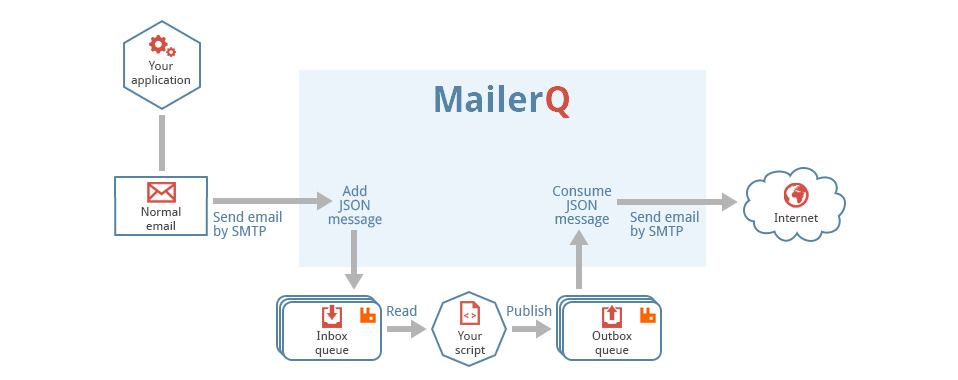 Your
application
MailerQ
Normal
email
Send email
by SMTP
Add
JSON
message
Consume
JSON
message
Send email
by SMTP
Internet
Inbox
queue
Read
< >
Your
script
Publish
Outbox
queue